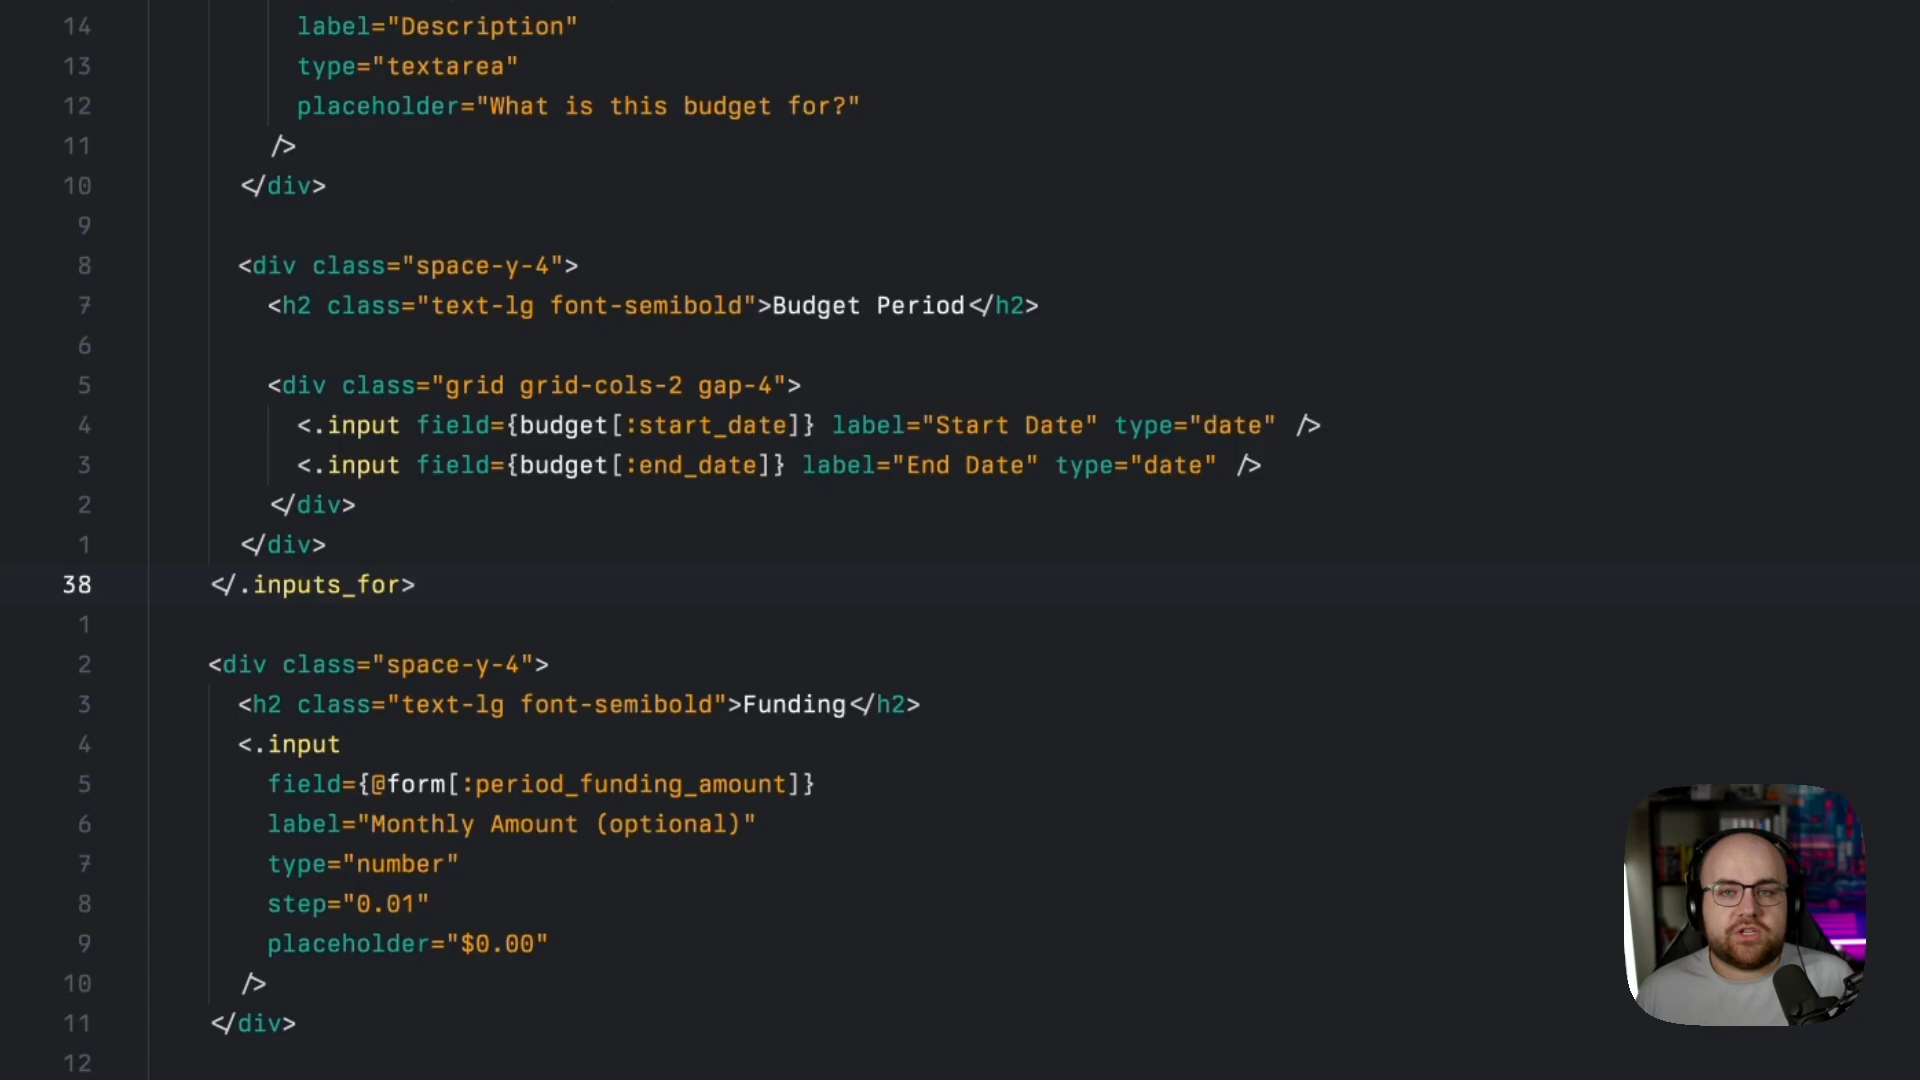 14 label="Description"
13 type="textarea"
12 placeholder="What is this budget for?"
11 />
10 </div>
9
8 <div class="space-y-4">
7 <h2 class="text-lg font-semibold">Budget Period</h2>
6
5 <div class="grid grid-cols-2 gap-4">
4 <.input field={budget[:start_date]} label="Start Date" type="date" />
3 <.input field={budget[:end_date]} label="End Date" type="date" />
2 </div>
1 </div>
38 </.inputs_for>
1
2 <div class="space-y-4">
3 <h2 class="text-lg font-semibold">Funding</h2>
4 <.input
5 field={@form[:period_funding_amount]}
6 label="Monthly Amount (optional)"
7 type="number"
8 step="0.01"
9 placeholder="$0.00"
10 />
11 </div>
12